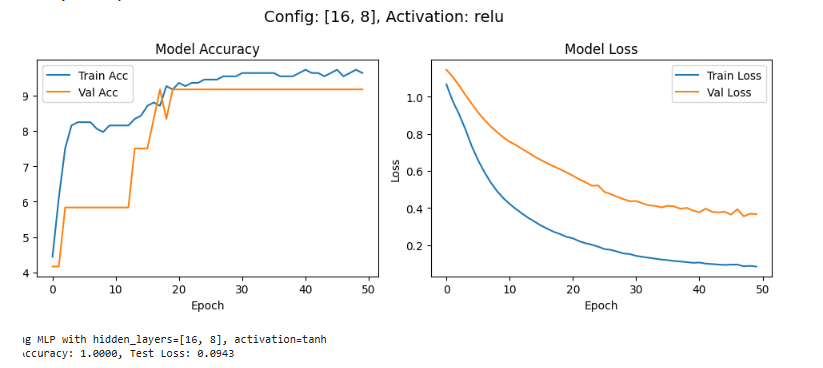 Config: [16, 8], Activation: relu
Model Accuracy
Train Acc
Val Acc
9
8
7
6
5
4
0 10 20 30 40 50
Epoch
Model Loss
Train Loss
Val Loss
Loss
1.0
0.8
0.6
0.4
0.2
0 10 20 30 40 50
Epoch
g MLP with hidden_layers=[16, 8], activation=tanh
ccuracy: 1.0000, Test Loss: 0.0943